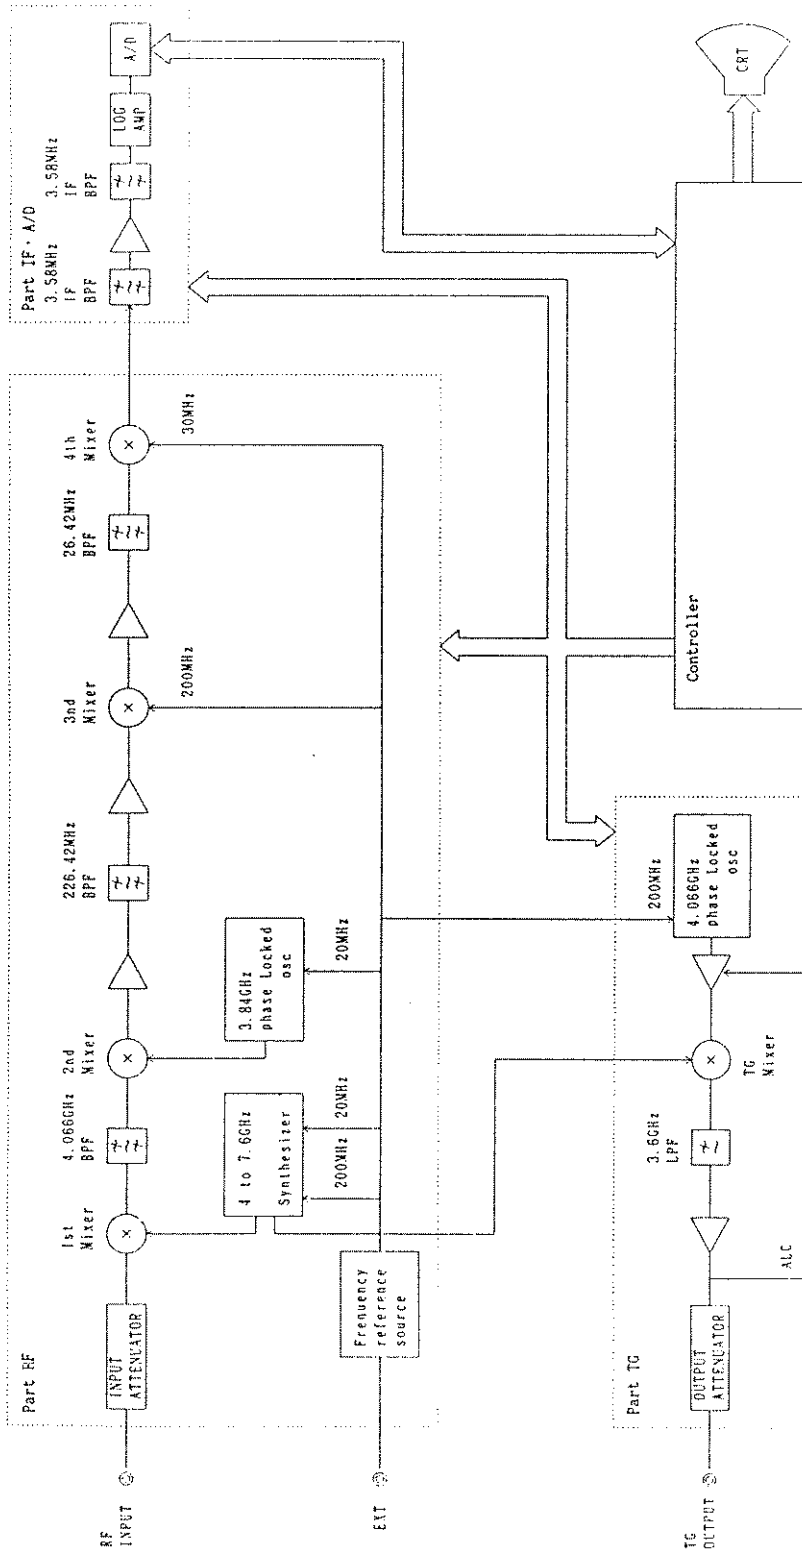 RF
INPUT
Part RF
INPUT
ATTENUATOR
1st
Mixer
4.066GHz
BPF
2nd
Mixer
226.42MHz
BPF
3nd
Mixer
26.42MHz
BPF
4th
Mixer
Part IF・A/D
3.58MHz
IF
BPF
3.58MHz
IF
BPF
LOG
AMP
A/D
4 to 7.6GHz
Synthesizer
3.84GHz
phase Locked
osc
200MHz
20MHz
20MHz
200MHz
30MHz
EXT
Frenuency
reference
source
TG
OUTPUT
Part TG
OUTPUT
ATTENUATOR
ALC
3.6GHz
LPF
TG
Mixer
200MHz
4.066GHz
phase Locked
osc
Controller
CRT